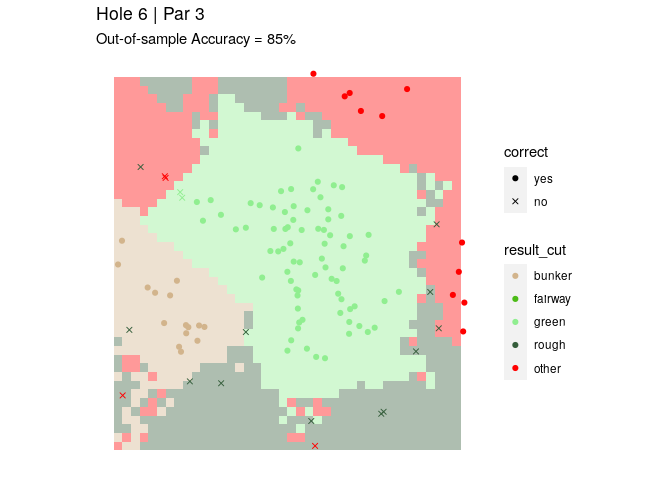 Hole 6 | Par 3
Out-of-sample Accuracy = 85%
correct
yes
no
result_cut
bunker
fairway
green
rough
other